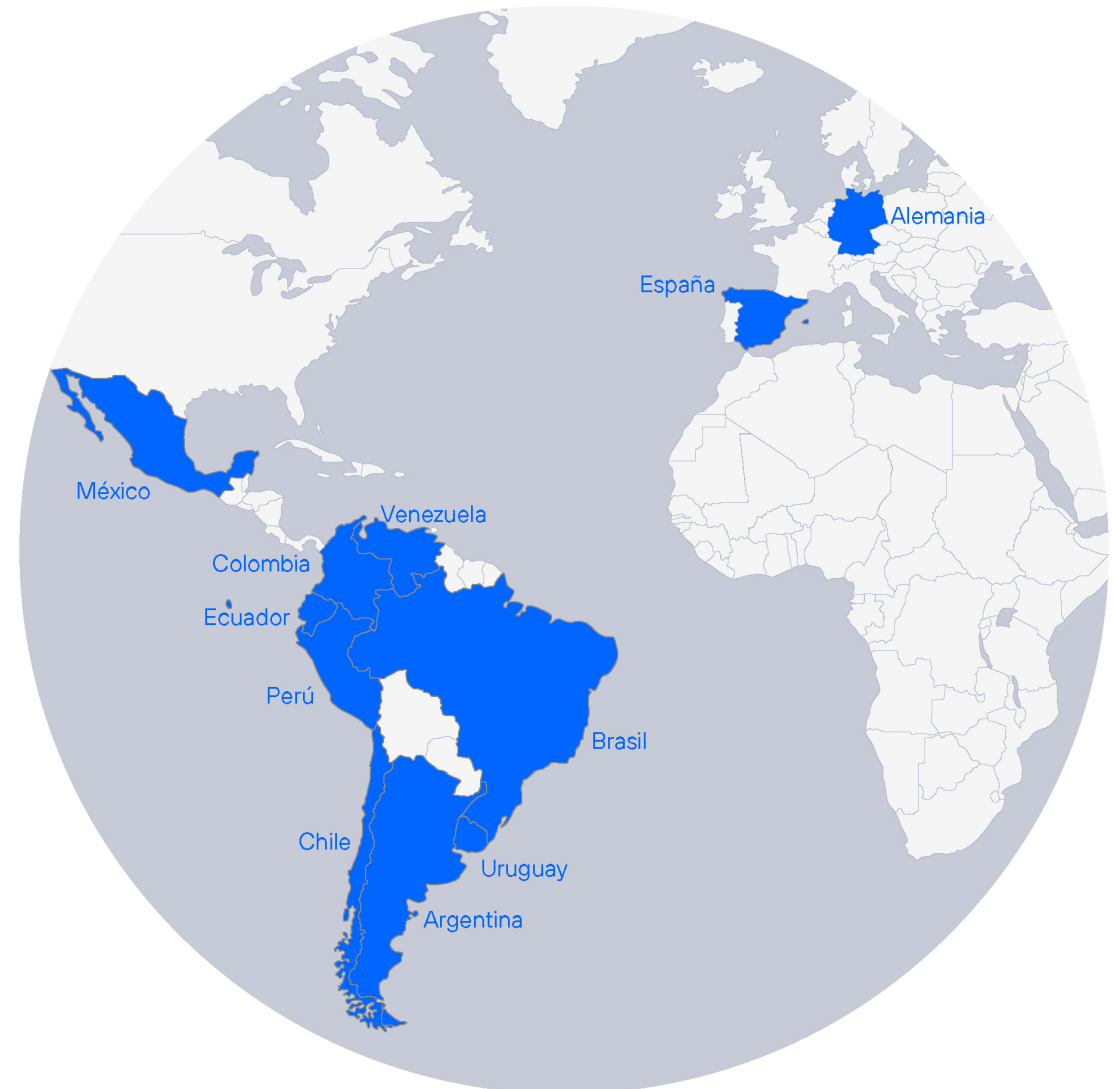 Alemania
España
México
Venezuela
Colombia
Ecuador
Perú
Brasil
Chile
Uruguay
Argentina